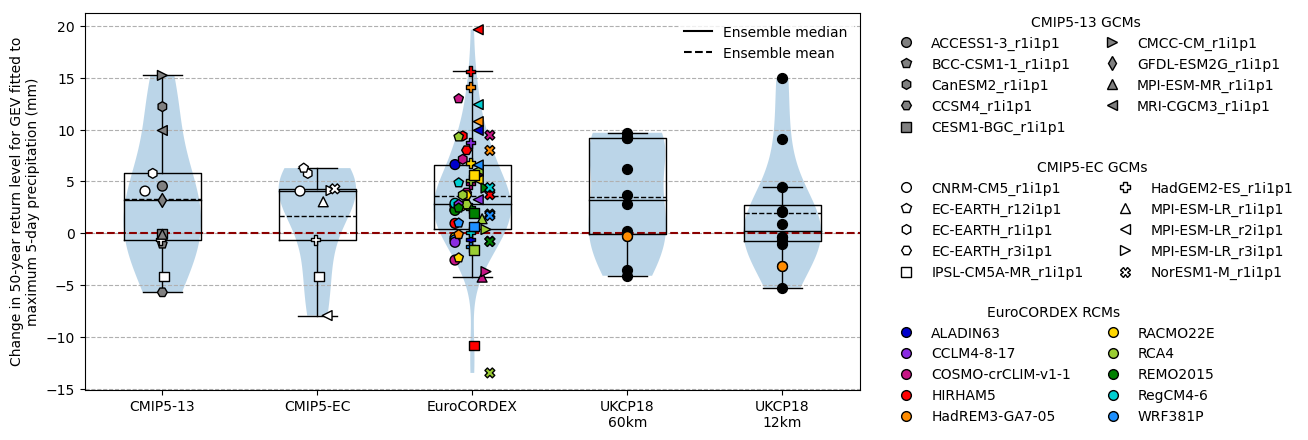 Change in 50-year return level for GEV fitted to
maximum 5-day precipitation (mm)
20
15
10
5
0
−5
−10
−15
Ensemble median
Ensemble mean
CMIP5-13
CMIP5-EC
EuroCORDEX
UKCP18
60km
UKCP18
12km
CMIP5-13 GCMs
ACCESS1-3_r1i1p1
BCC-CSM1-1_r1i1p1
CanESM2_r1i1p1
CCSM4_r1i1p1
CESM1-BGC_r1i1p1
CMCC-CM_r1i1p1
GFDL-ESM2G_r1i1p1
MPI-ESM-MR_r1i1p1
MRI-CGCM3_r1i1p1
CMIP5-EC GCMs
CNRM-CM5_r1i1p1
EC-EARTH_r12i1p1
EC-EARTH_r1i1p1
EC-EARTH_r3i1p1
IPSL-CM5A-MR_r1i1p1
HadGEM2-ES_r1i1p1
MPI-ESM-LR_r1i1p1
MPI-ESM-LR_r2i1p1
MPI-ESM-LR_r3i1p1
NorESM1-M_r1i1p1
EuroCORDEX RCMs
ALADIN63
CCLM4-8-17
COSMO-crCLIM-v1-1
HIRHAM5
HadREM3-GA7-05
RACMO22E
RCA4
REMO2015
RegCM4-6
WRF381P